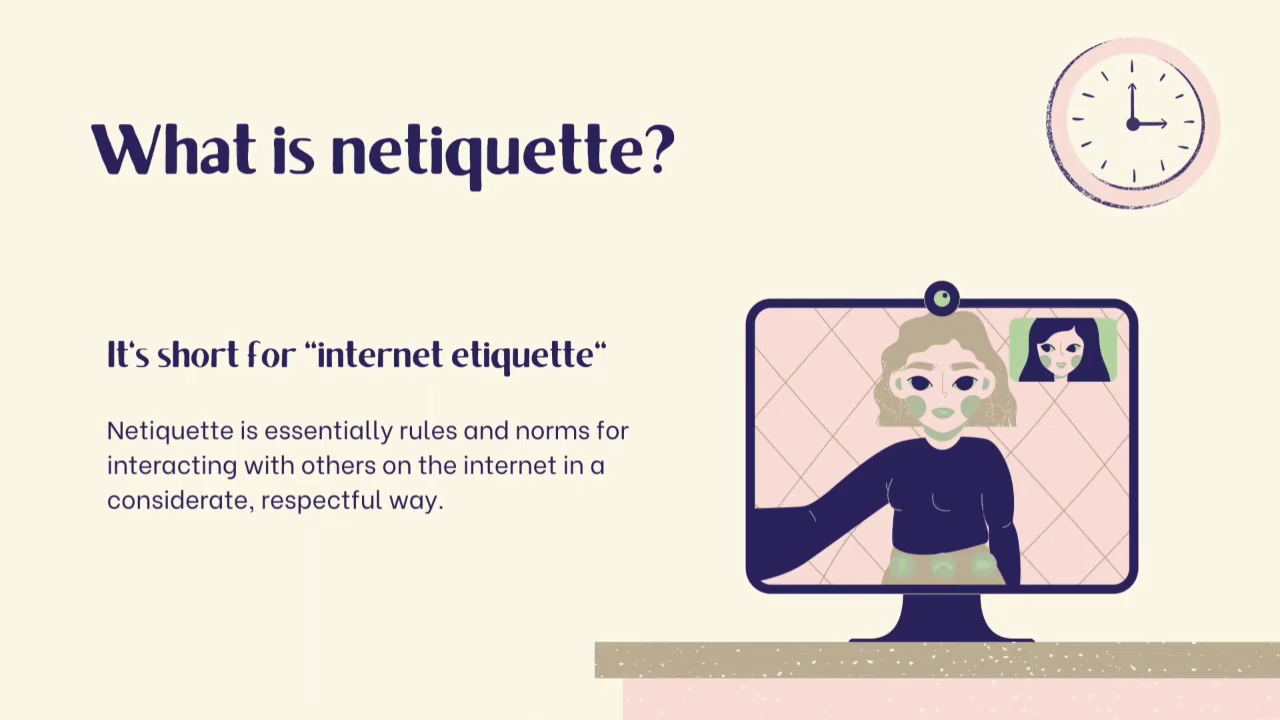 What is netiquette?
It's short for “internet etiquette“
Netiquette is essentially rules and norms for
interacting with others on the internet in a
considerate, respectful way.